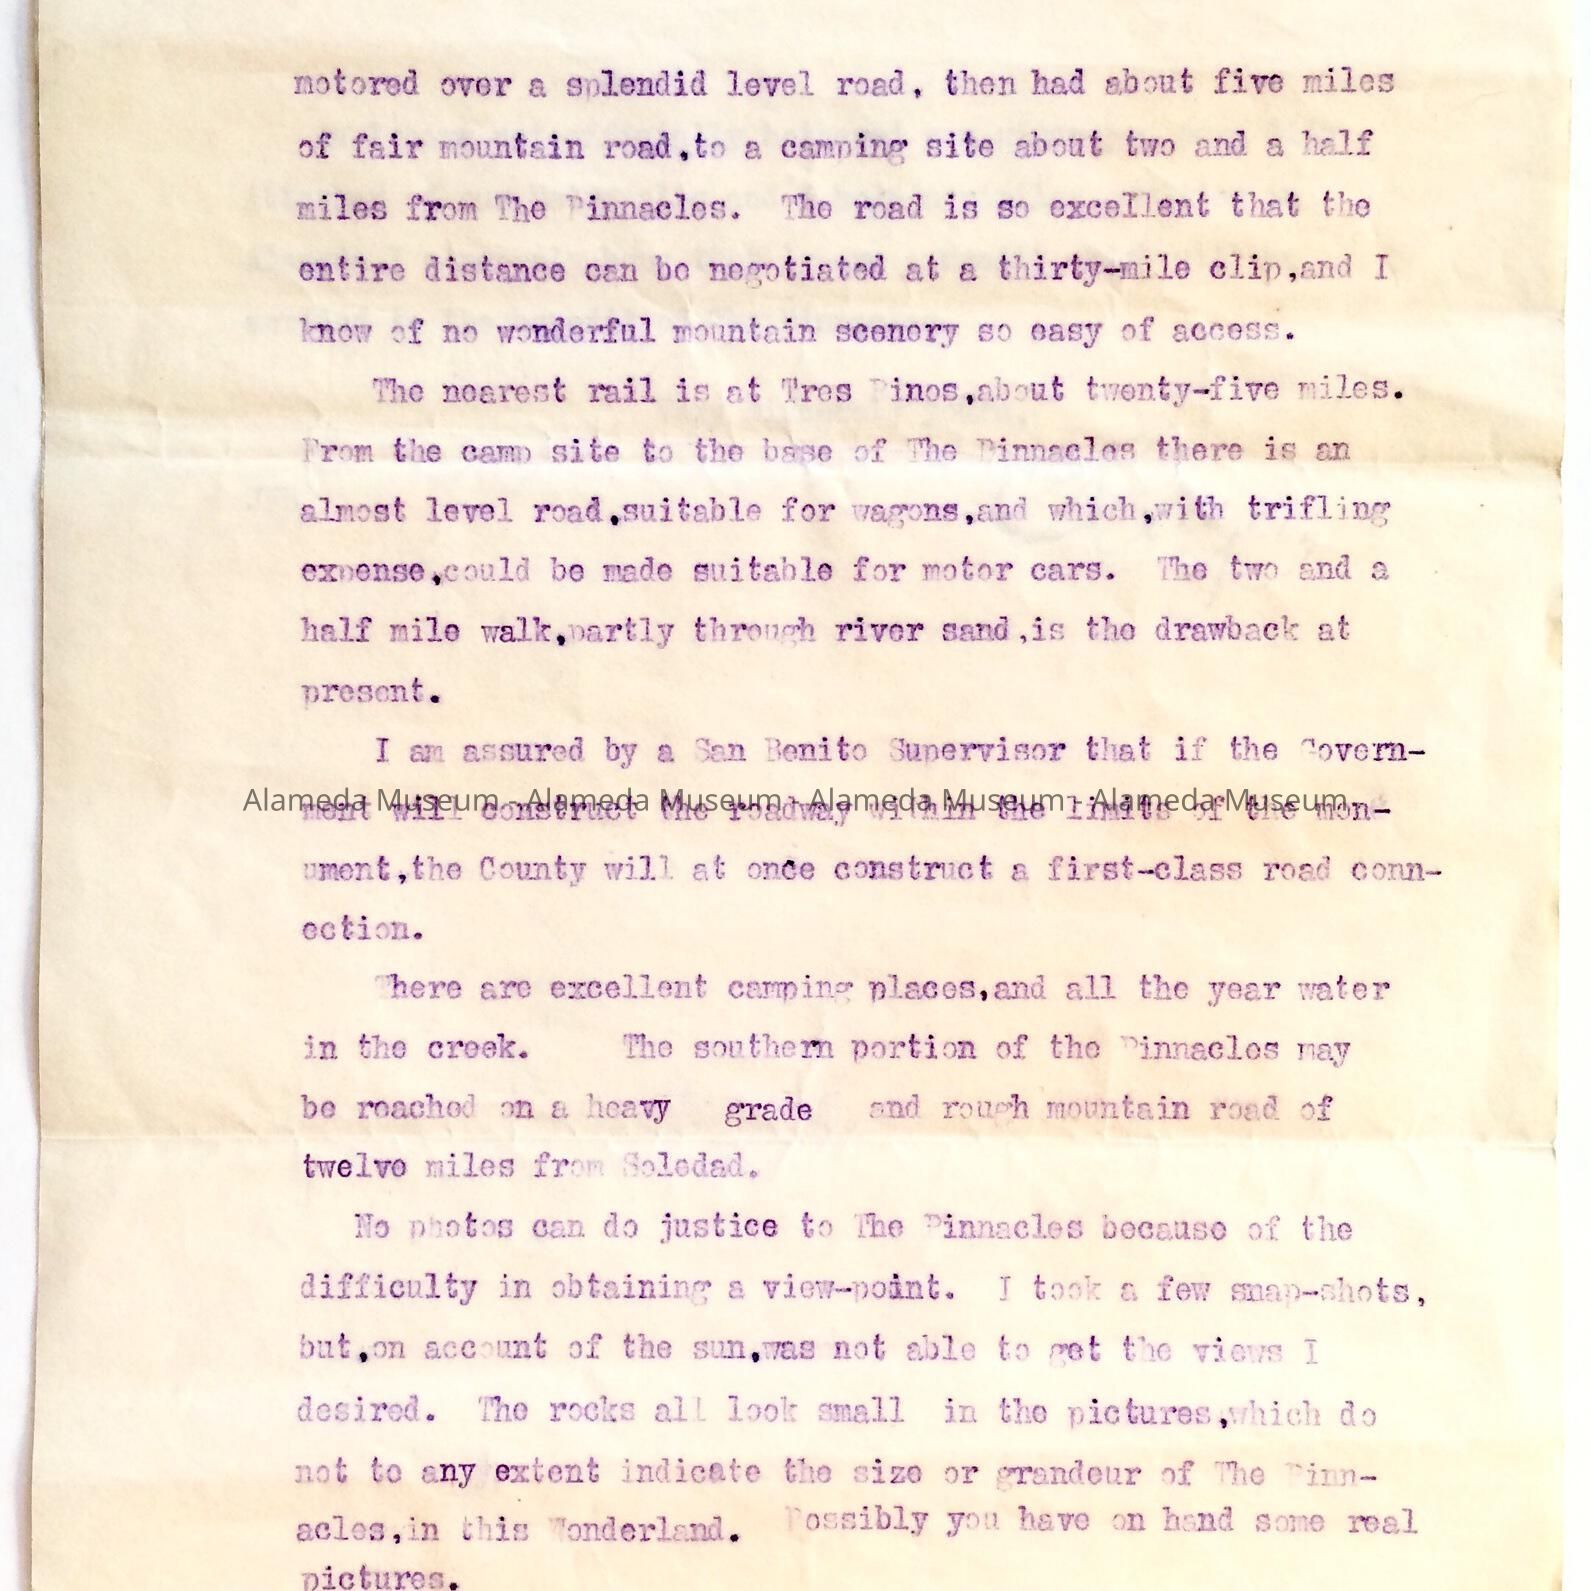 motored over a splendid level road, then had about five miles
of fair mountain road,to a camping site about two and a half
miles from The Pinnacles.  The road is so excellent that the
entire distance can be negotiated at a thirty-mile clip,and I
know of no wonderful mountain scenery so easy of access.
The nearest rail is at Tres Pinos,about twenty-five miles.
From the camp site to the base of The Pinnacles there is an
almost level road,suitable for wagons,and which,with trifling
expense,could be made suitable for motor cars.  The two and a
half mile walk,partly through river sand,is the drawback at
present.
I am assured by a San Benito Supervisor that if the Govern-
Alameda Museum - Alameda Museum - Alameda Museum - Alameda Museum
ment will construct the roadway within the limits of the mon-
ument,the County will at once construct a first-class road conn-
ection.
There are excellent camping places,and all the year water
in the creek.     The southern portion of the Pinnacles may
be reached on a heavy   grade   and rough mountain road of
twelve miles from Soledad.
No photos can do justice to The Pinnacles because of the
difficulty in obtaining a view-point.  I took a few snap-shots,
but,on account of the sun,was not able to get the views I
desired.  The rocks all look small  in the pictures,which do
not to any extent indicate the size or grandeur of The Pinn-
acles,in this Wonderland.  Possibly you have on hand some real
pictures.